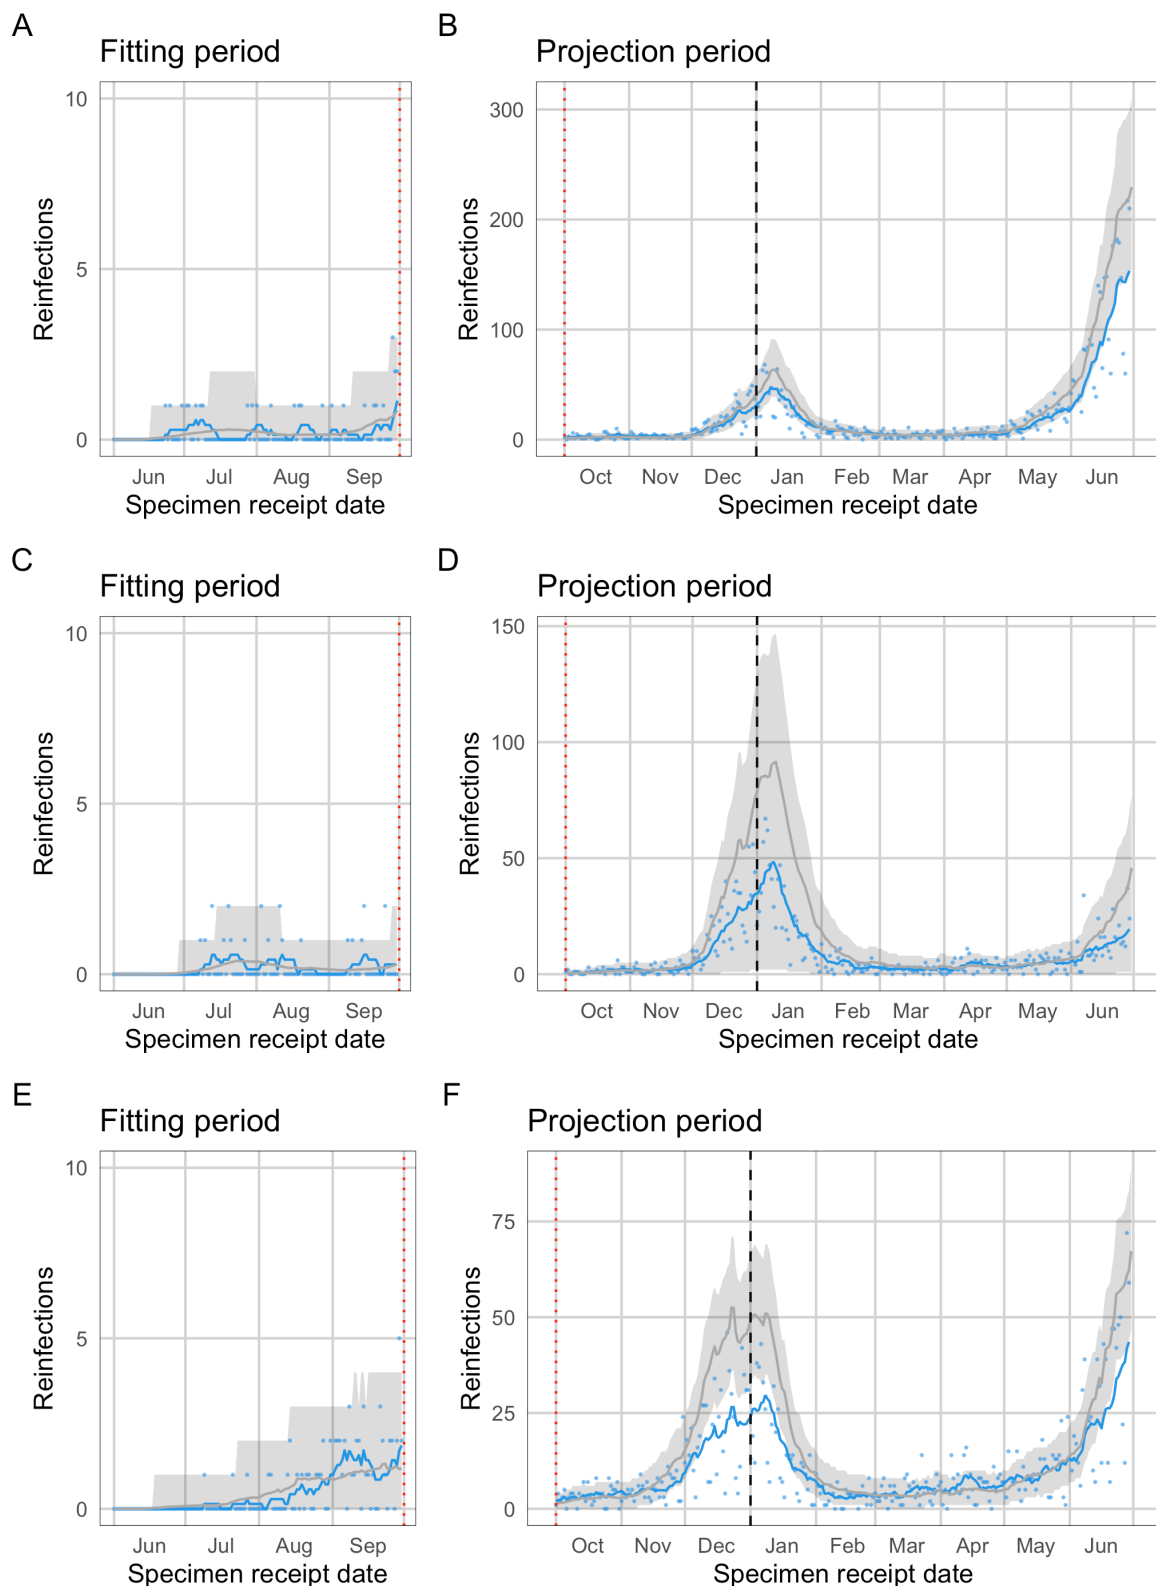 A
Fitting period
10
5
0
Reinfections
Jun Jul Aug Sep
Specimen receipt date
B
Projection period
300
200
100
0
Reinfections
Oct Nov Dec Jan Feb Mar Apr May Jun
Specimen receipt date
C
Fitting period
10
5
0
Reinfections
Jun Jul Aug Sep
Specimen receipt date
D
Projection period
150
100
50
0
Reinfections
Oct Nov Dec Jan Feb Mar Apr May Jun
Specimen receipt date
E
Fitting period
10
5
0
Reinfections
Jun Jul Aug Sep
Specimen receipt date
F
Projection period
75
50
25
0
Reinfections
Oct Nov Dec Jan Feb Mar Apr May Jun
Specimen receipt date